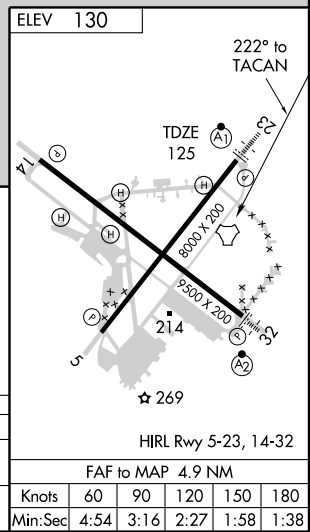 ELEV 130
222° to
TACAN
TDZE
125
A1
23
P
14
H
H
A
H
H
8000 X 200
9500 X 200
P
5
214
P
32
A2
269
HIRL Rwy 5-23, 14-32
FAF to MAP 4.9 NM
Knots 60 90 120 150 180
Min:Sec 4:54 3:16 2:27 1:58 1:38